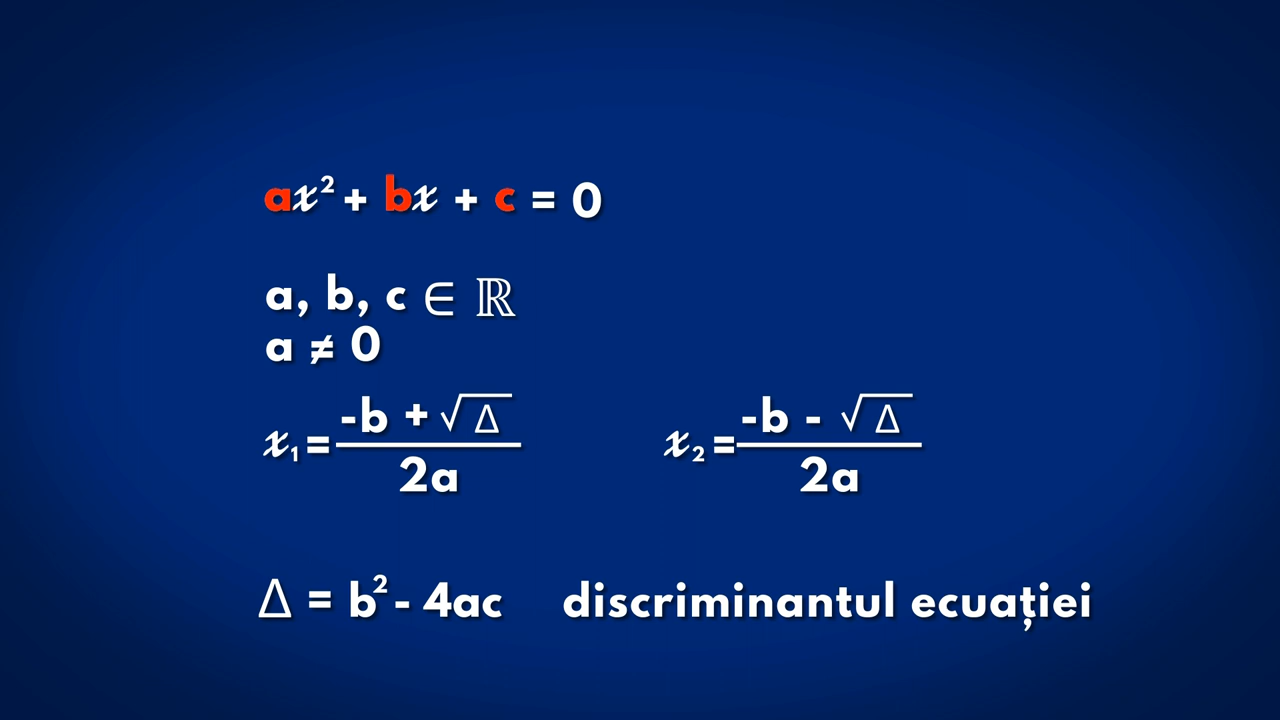 ax² + bx + c = 0
a, b, c ∈ ℝ
a ≠ 0
x₁ = (-b + √Δ) / 2a    x₂ = (-b - √Δ) / 2a
Δ = b² - 4ac    discriminantul ecuației